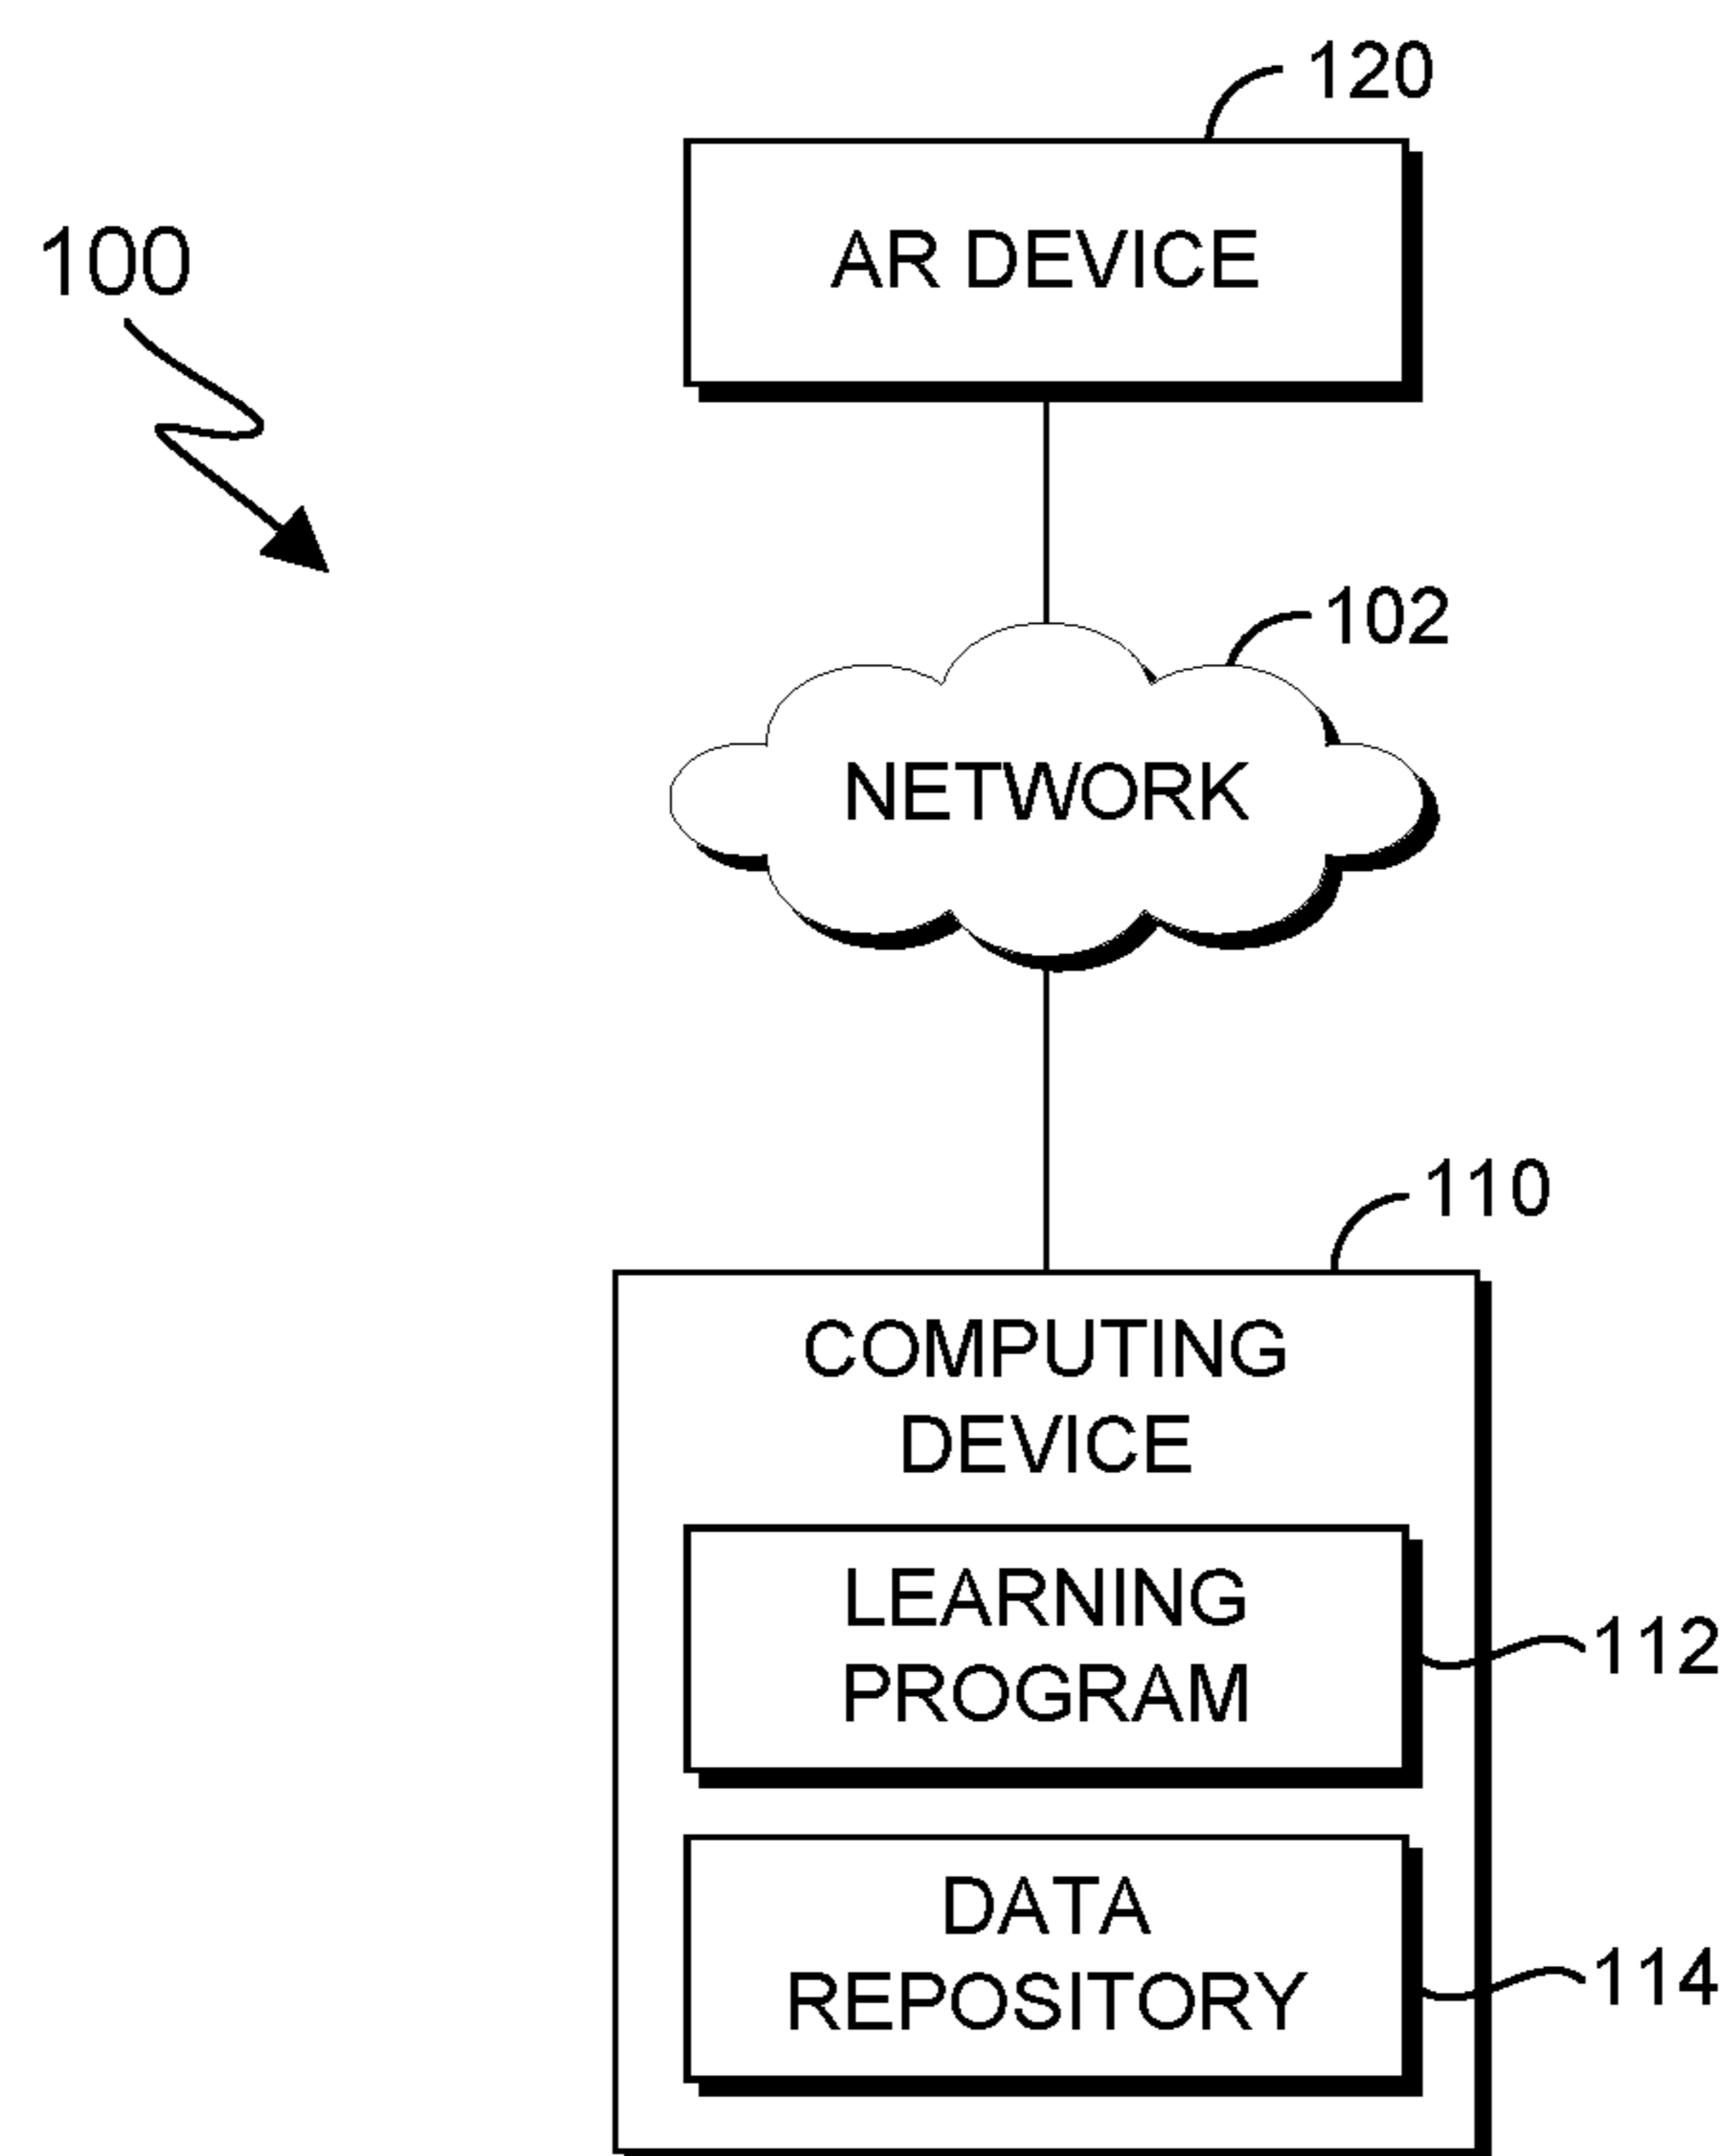 120
AR DEVICE
100
102
NETWORK
110
COMPUTING
DEVICE
LEARNING
PROGRAM
112
DATA
REPOSITORY
114